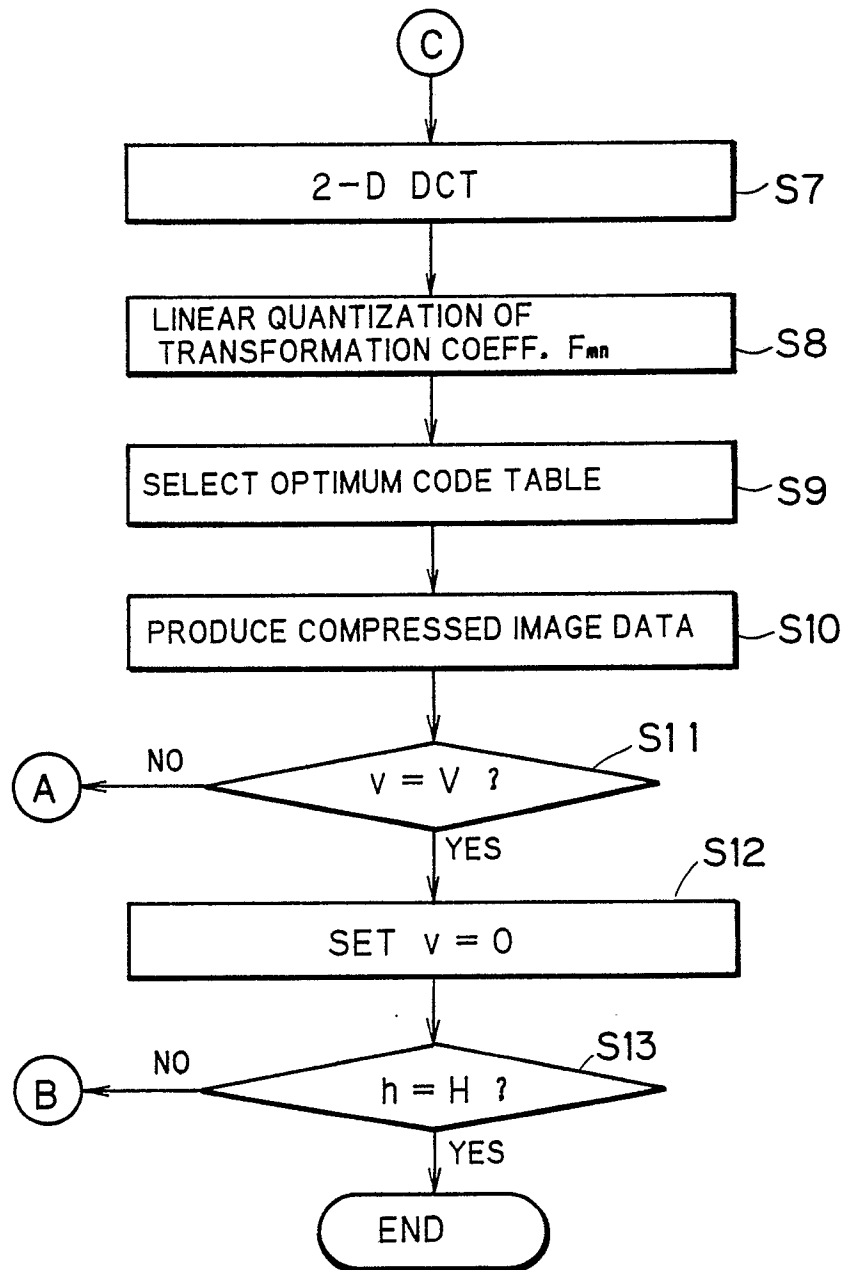 C
2-D DCT
S7
LINEAR QUANTIZATION OF
TRANSFORMATION COEFF. Fmn
S8
SELECT OPTIMUM CODE TABLE
S9
PRODUCE COMPRESSED IMAGE DATA
S10
S11
A
NO
v = V ?
YES
S12
SET v = 0
S13
B
NO
h = H ?
YES
END